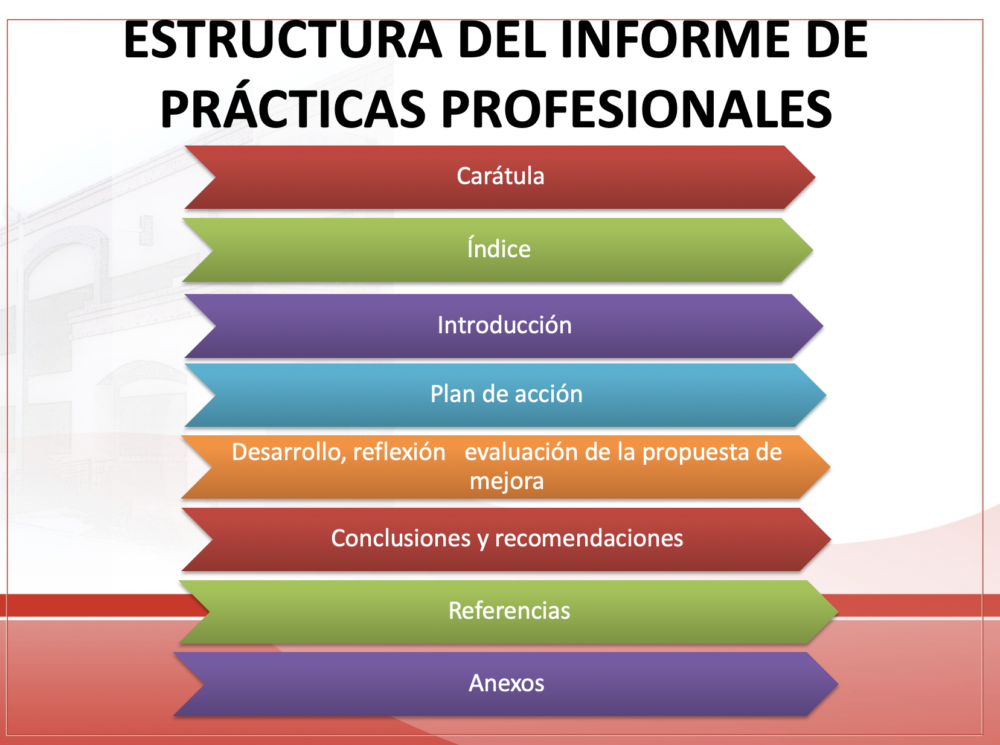 ESTRUCTURA DEL INFORME DE
PRÁCTICAS PROFESIONALES
Carátula
Índice
Introducción
Plan de acción
Desarrollo, reflexión   evaluación de la propuesta de
mejora
Conclusiones y recomendaciones
Referencias
Anexos